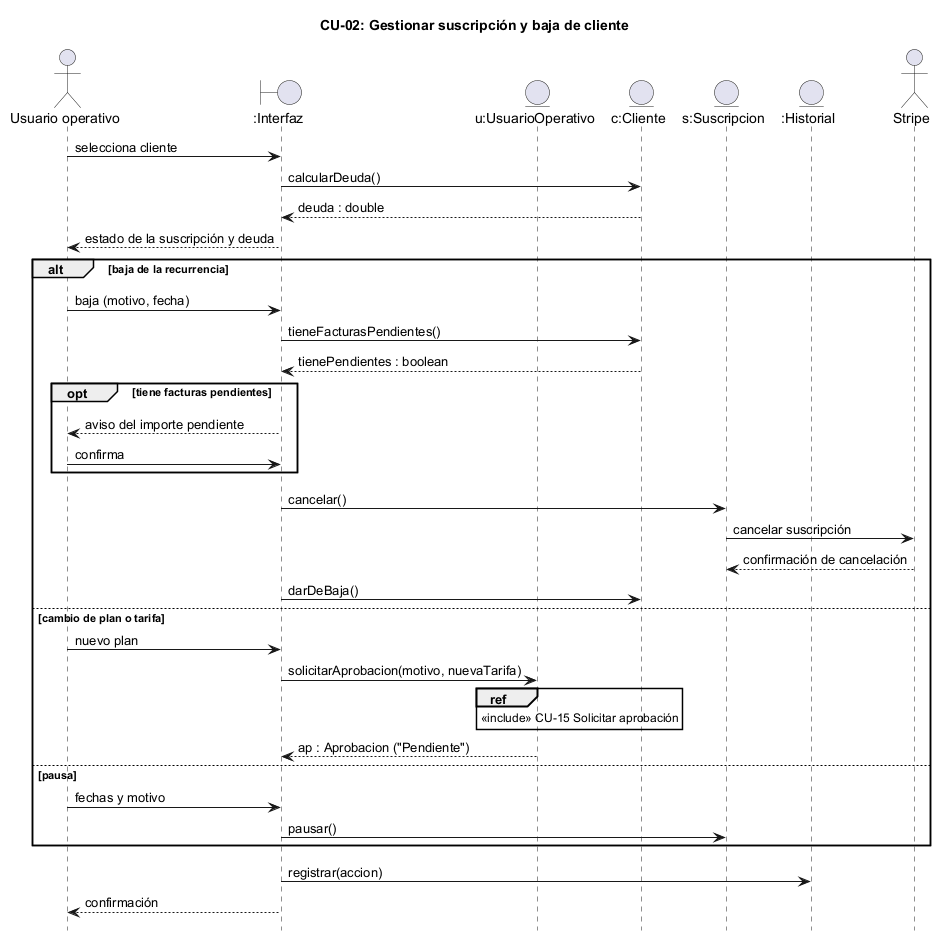 CU-02: Gestionar suscripción y baja de cliente
Usuario operativo
:Interfaz
u:UsuarioOperativo
c:Cliente
s:Suscripcion
:Historial
Stripe
selecciona cliente
calcularDeuda()
deuda : double
estado de la suscripción y deuda
alt [baja de la recurrencia]
baja (motivo, fecha)
tieneFacturasPendientes()
tienePendientes : boolean
opt [tiene facturas pendientes]
aviso del importe pendiente
confirma
cancelar()
cancelar suscripción
confirmación de cancelación
darDeBaja()
[cambio de plan o tarifa]
nuevo plan
solicitarAprobacion(motivo, nuevaTarifa)
ref
«include» CU-15 Solicitar aprobación
ap : Aprobacion ("Pendiente")
[pausa]
fechas y motivo
pausar()
registrar(accion)
confirmación